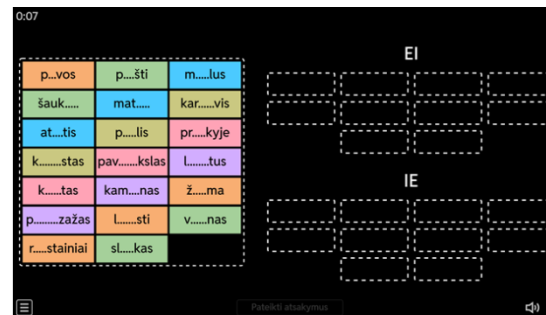 0:07
EI
p...vos p....šti m....lus
šauk..... mat..... kar.....vis
at....tis p....lis pr....kyje
k........stas pav.....kslas l.......tus
k.....tas kam....nas ž....ma
p.........zažas l.....sti v......nas
r.....stainiai sl....kas
IE
Pateikti atsakymus